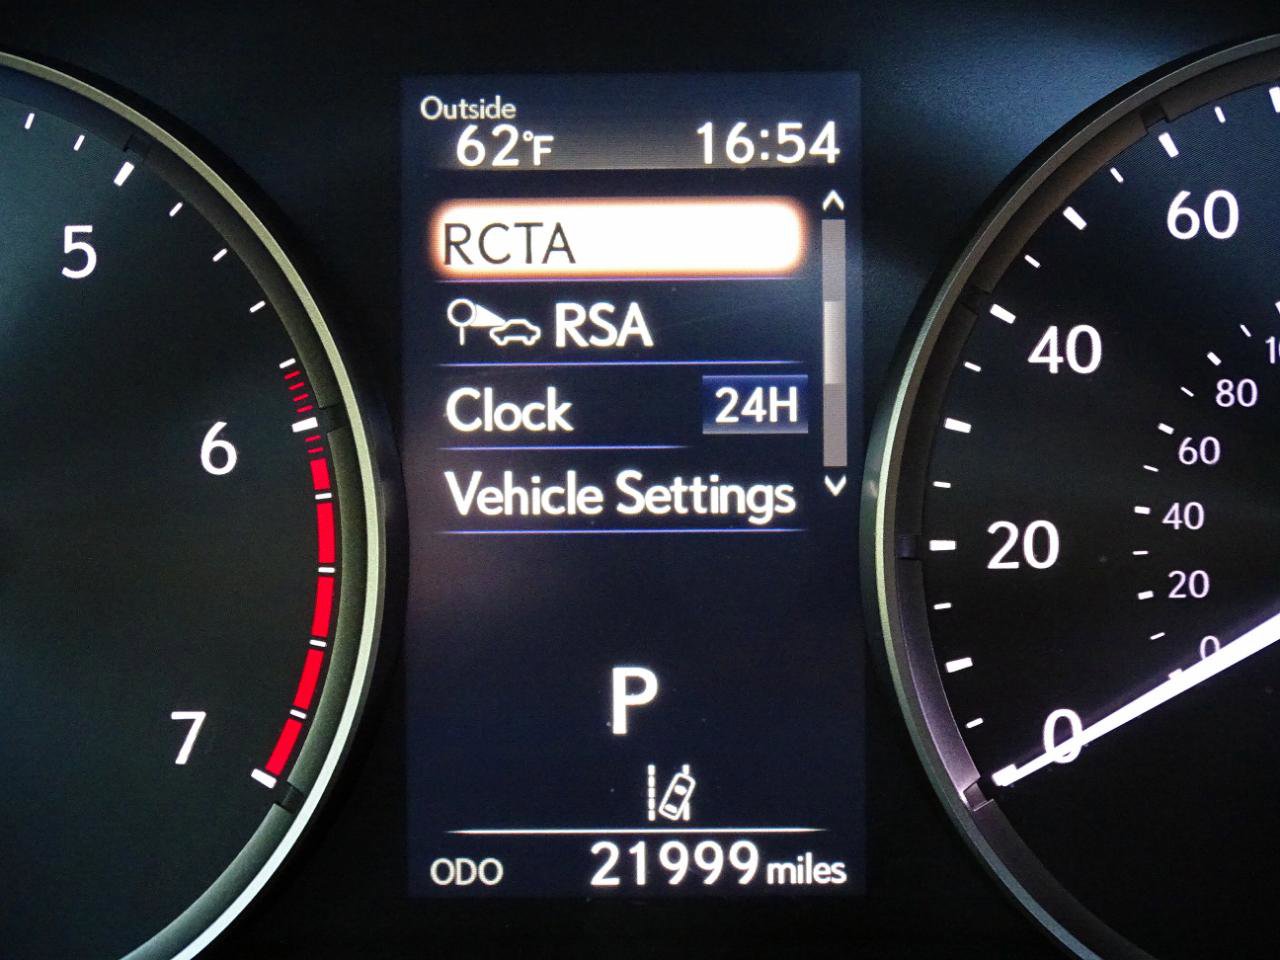 Outside
62°F 16:54
RCTA
RSA
Clock 24H
Vehicle Settings
P
ODO 21999 miles
5
6
7
60
40
20
0
80
60
40
20
0